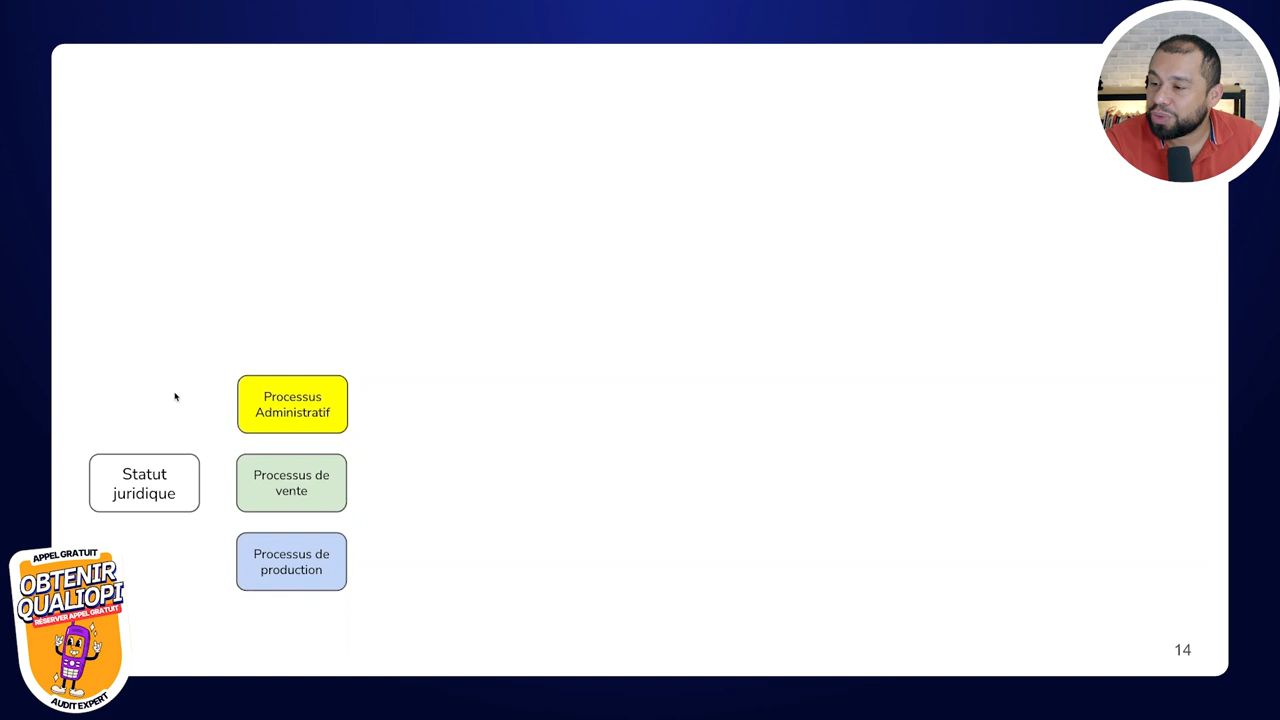 Processus
Administratif
Statut
juridique
Processus de
vente
Processus de
production
APPEL GRATUIT
OBTENIR
QUALIOPI
RÉSERVER APPEL GRATUIT
AUDIT EXPERT
14